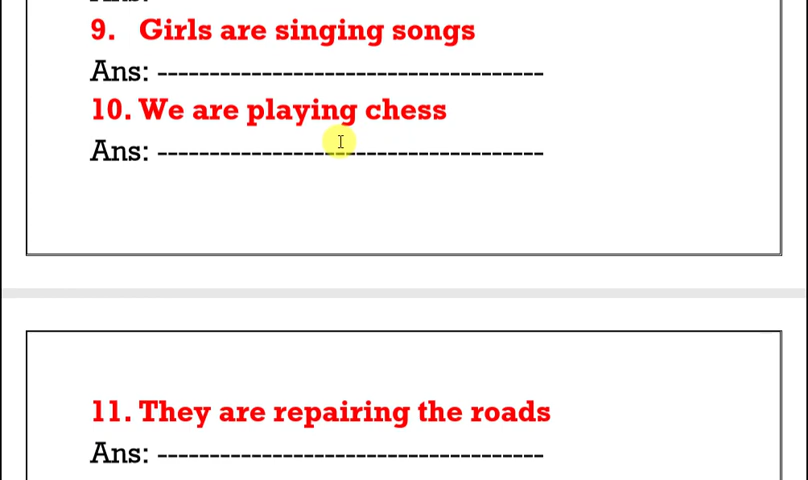 9. Girls are singing songs
Ans: -----------------------------------
10. We are playing chess
Ans: -----------------------------------
11. They are repairing the roads
Ans: -----------------------------------